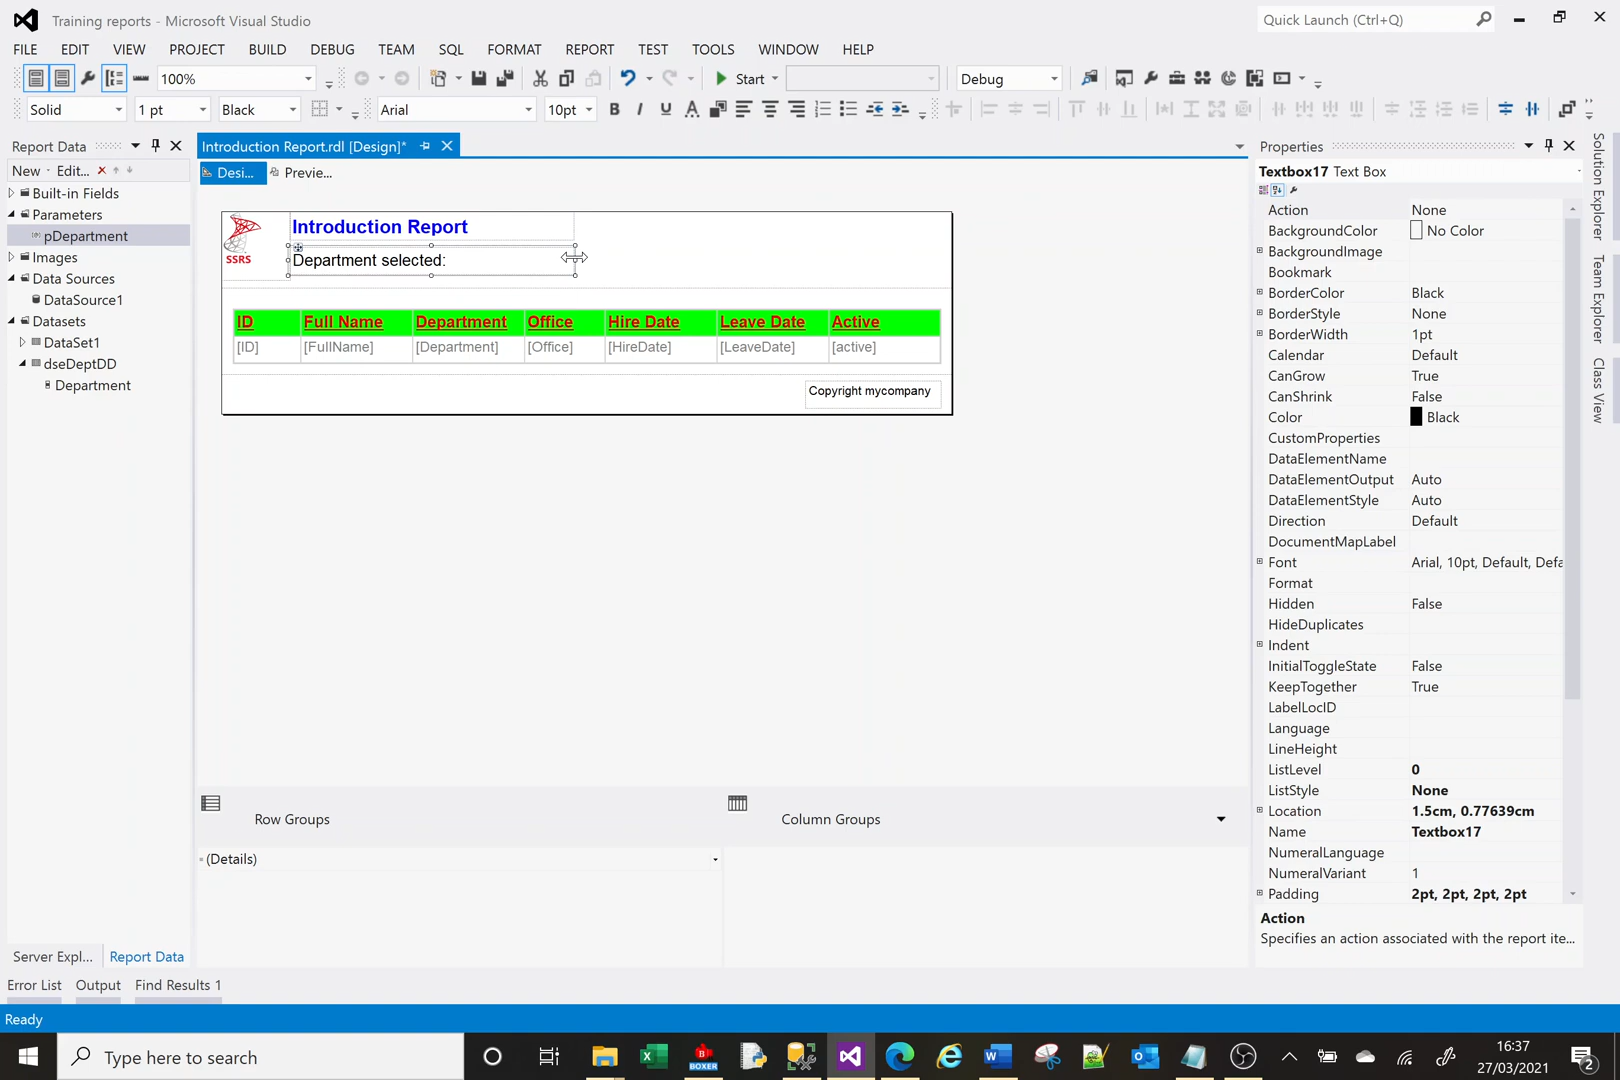 Training reports - Microsoft Visual Studio
Quick Launch (Ctrl+Q)
FILE EDIT VIEW PROJECT BUILD DEBUG TEAM SQL FORMAT REPORT TEST TOOLS WINDOW HELP
100% Start Debug
Solid 1 pt Black Arial 10pt B I U A
Report Data
New Edit...
Built-in Fields
Parameters
pDepartment
Images
Data Sources
DataSource1
Datasets
DataSet1
dseDeptDD
Department
Server Expl... Report Data
Introduction Report.rdl [Design]*
Desi... Previe...
SSRS
Introduction Report
Department selected:
ID Full Name Department Office Hire Date Leave Date Active
[ID] [FullName] [Department] [Office] [HireDate] [LeaveDate] [active]
Copyright mycompany
Row Groups Column Groups
(Details)
Properties
Textbox17 Text Box
Action None
BackgroundColor No Color
BackgroundImage
Bookmark
BorderColor Black
BorderStyle None
BorderWidth 1pt
Calendar Default
CanGrow True
CanShrink False
Color Black
CustomProperties
DataElementName
DataElementOutput Auto
DataElementStyle Auto
Direction Default
DocumentMapLabel
Font Arial, 10pt, Default, Defa
Format
Hidden False
HideDuplicates
Indent
InitialToggleState False
KeepTogether True
LabelLocID
Language
LineHeight
ListLevel 0
ListStyle None
Location 1.5cm, 0.77639cm
Name Textbox17
NumeralLanguage
NumeralVariant 1
Padding 2pt, 2pt, 2pt, 2pt
Action
Specifies an action associated with the report ite...
Solution Explorer
Team Explorer
Class View
Error List Output Find Results 1
Ready
Type here to search
BOXER
16:37
27/03/2021
2